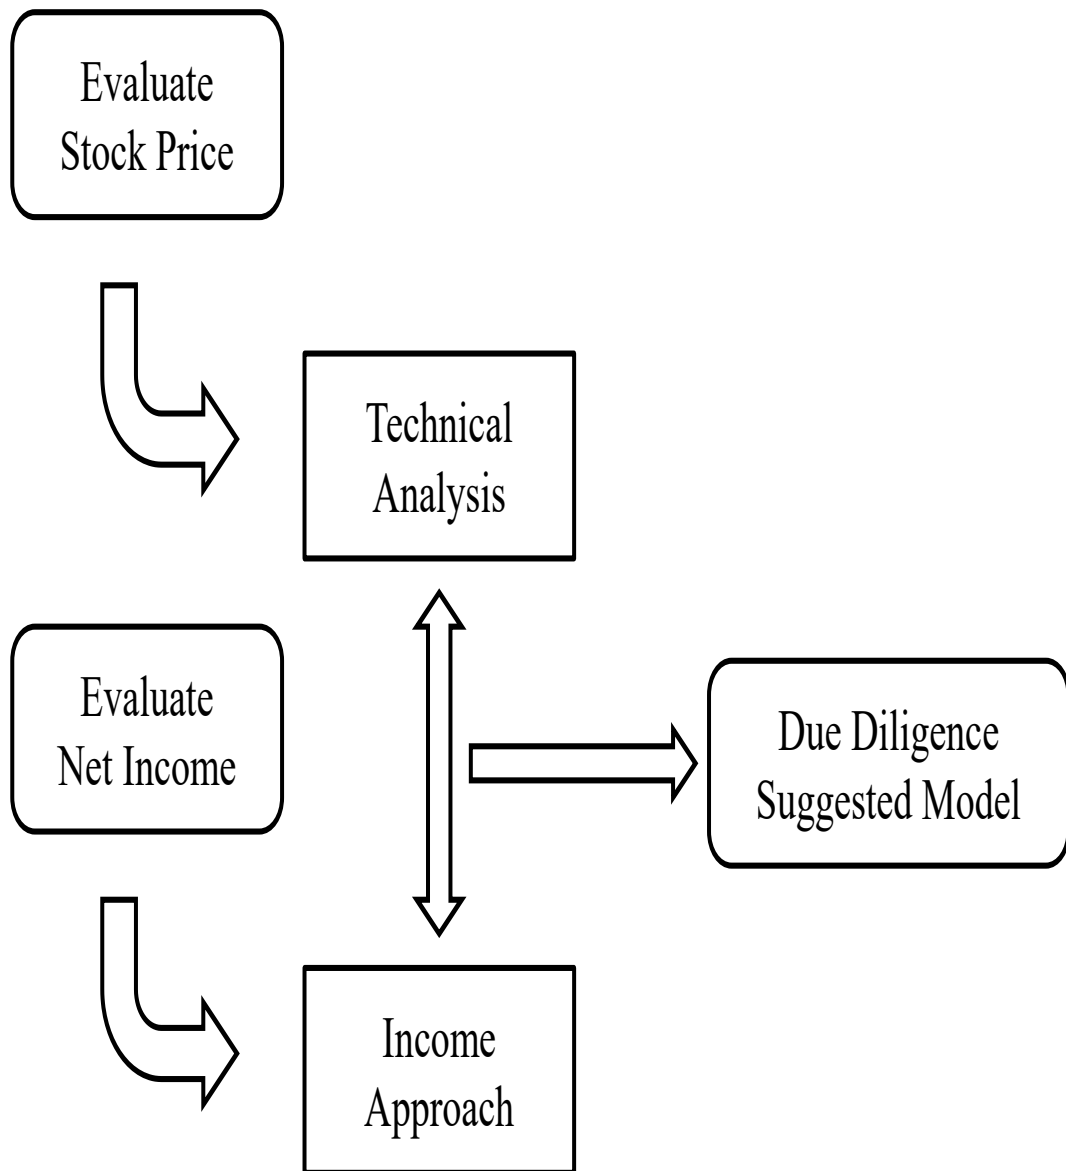 Evaluate
Stock Price
Technical
Analysis
Evaluate
Net Income
Due Diligence
Suggested Model
Income
Approach